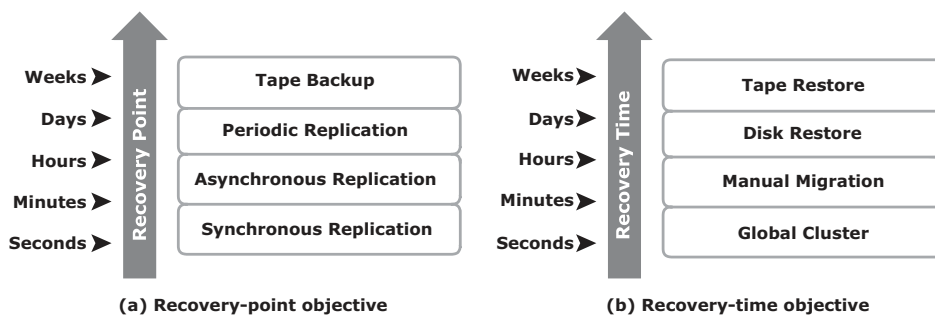 Weeks
Days
Hours
Minutes
Seconds
Recovery Point
Tape Backup
Periodic Replication
Asynchronous Replication
Synchronous Replication
(a) Recovery-point objective
Weeks
Days
Hours
Minutes
Seconds
Recovery Time
Tape Restore
Disk Restore
Manual Migration
Global Cluster
(b) Recovery-time objective